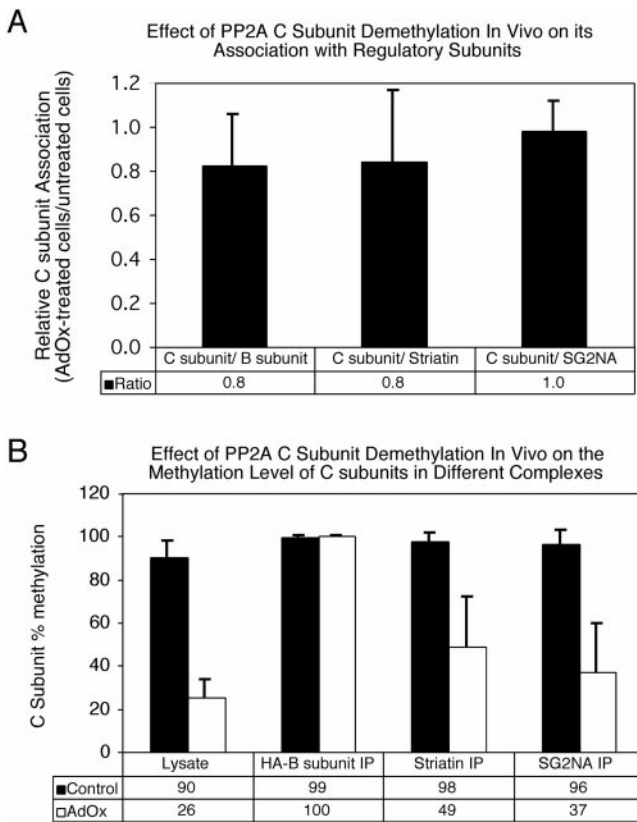 A
Effect of PP2A C Subunit Demethylation In Vivo on its
Association with Regulatory Subunits
Relative C subunit Association
(AdOx-treated cells/untreated cells)
1.2
1.0
0.8
0.6
0.4
0.2
0.0
C subunit/ B subunit C subunit/ Striatin C subunit/ SG2NA
Ratio 0.8 0.8 1.0
B
Effect of PP2A C Subunit Demethylation In Vivo on the
Methylation Level of C subunits in Different Complexes
C Subunit % methylation
120
100
80
60
40
20
0
Lysate HA-B subunit IP Striatin IP SG2NA IP
Control 90 99 98 96
AdOx 26 100 49 37